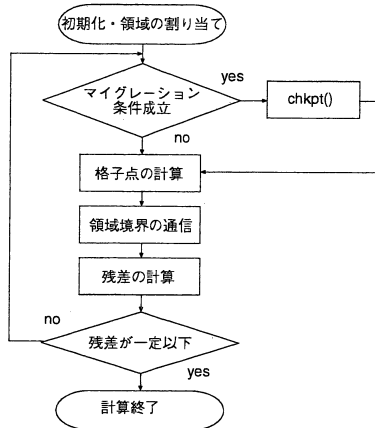 初期化・領域の割り当て
マイグレーション
条件成立
yes
chkpt()
no
格子点の計算
領域境界の通信
残差の計算
no
残差が一定以下
yes
計算終了